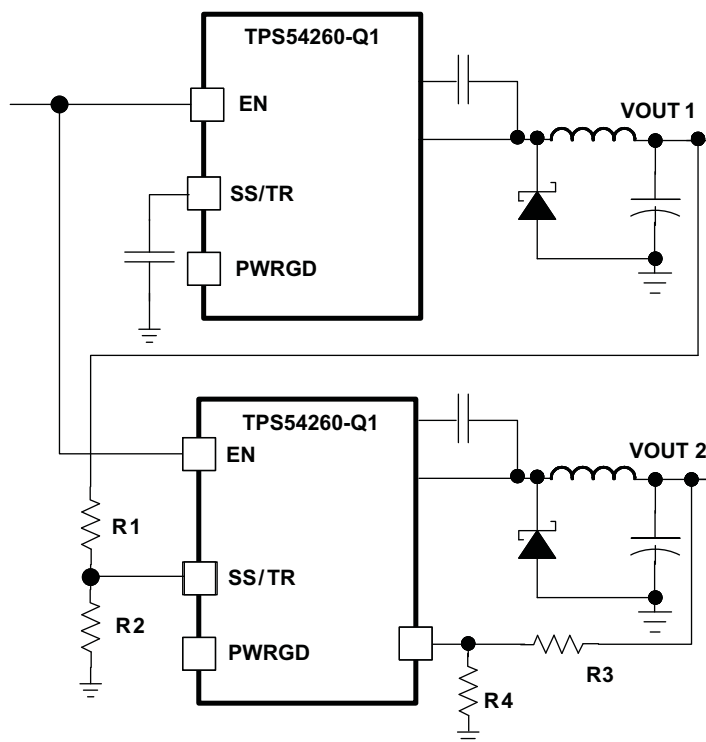 TPS54260-Q1
EN
VOUT 1
SS/TR
PWRGD
TPS54260-Q1
EN
VOUT 2
R1
SS/TR
R2
PWRGD
R3
R4